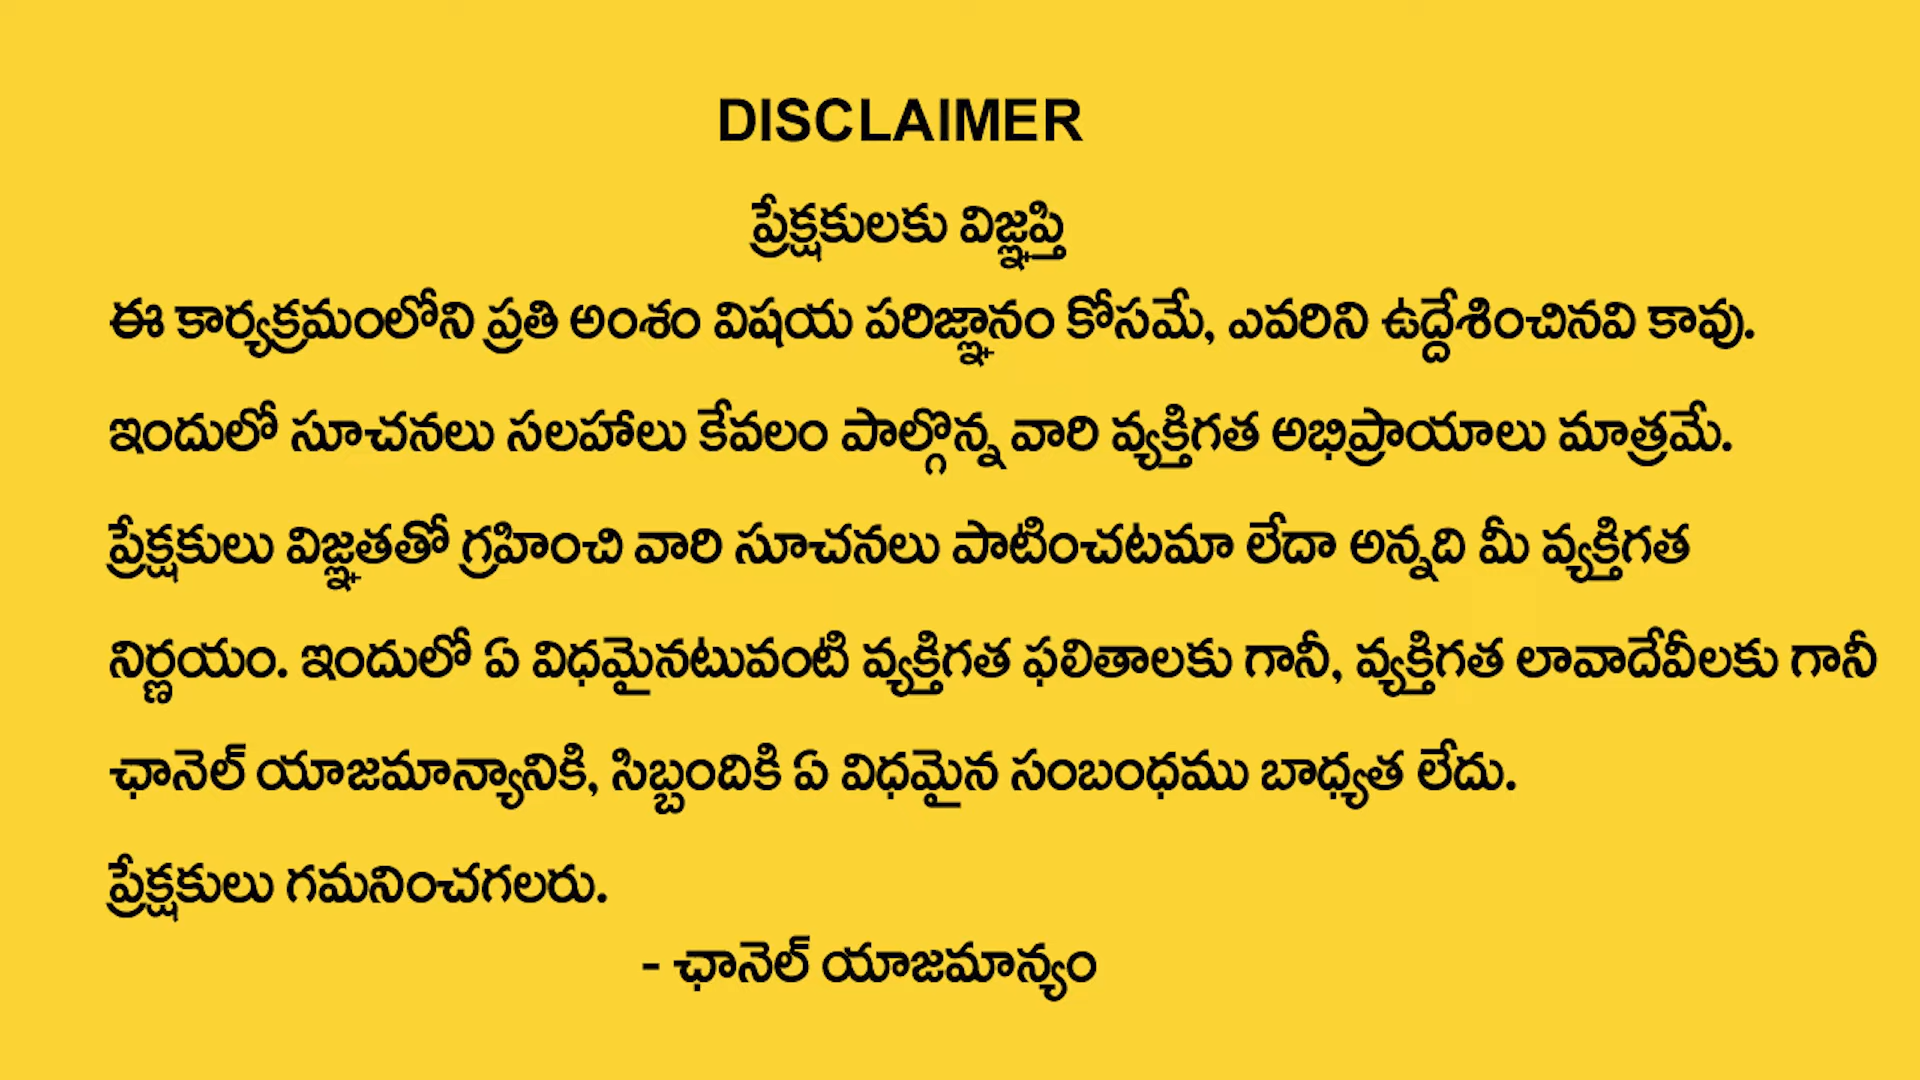 DISCLAIMER
ప్రేక్షకులకు విజ్ఞప్తి
ఈ కార్యక్రమంలోని ప్రతి అంశం విషయ పరిజ్ఞానం కోసమే, ఎవరిని ఉద్దేశించినవి కావు.
ఇందులో సూచనలు సలహాలు కేవలం పాల్గొన్న వారి వ్యక్తిగత అభిప్రాయాలు మాత్రమే.
ప్రేక్షకులు విజ్ఞతతో గ్రహించి వారి సూచనలు పాటించటమా లేదా అన్నది మీ వ్యక్తిగత
నిర్ణయం. ఇందులో ఏ విధమైనటువంటి వ్యక్తిగత ఫలితాలకు గానీ, వ్యక్తిగత లావాదేవీలకు గానీ
ఛానెల్ యాజమాన్యానికి, సిబ్బందికి ఏ విధమైన సంబంధము బాధ్యత లేదు.
ప్రేక్షకులు గమనించగలరు.
- ఛానెల్ యాజమాన్యం